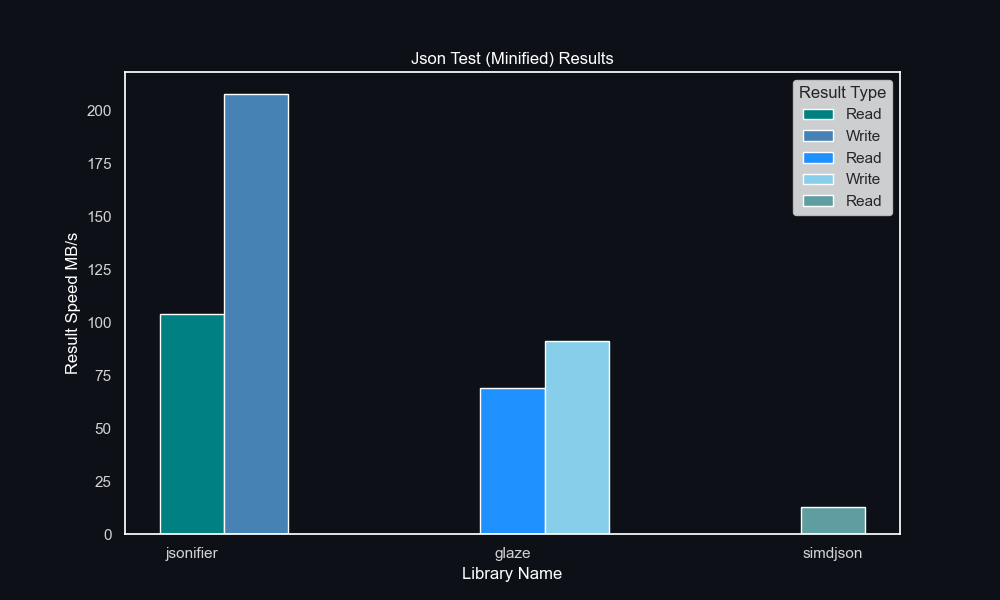 Json Test (Minified) Results
Result Type
Read
Write
Read
Write
Read
Result Speed MB/s
200
175
150
125
100
75
50
25
0
jsonifier glaze simdjson
Library Name